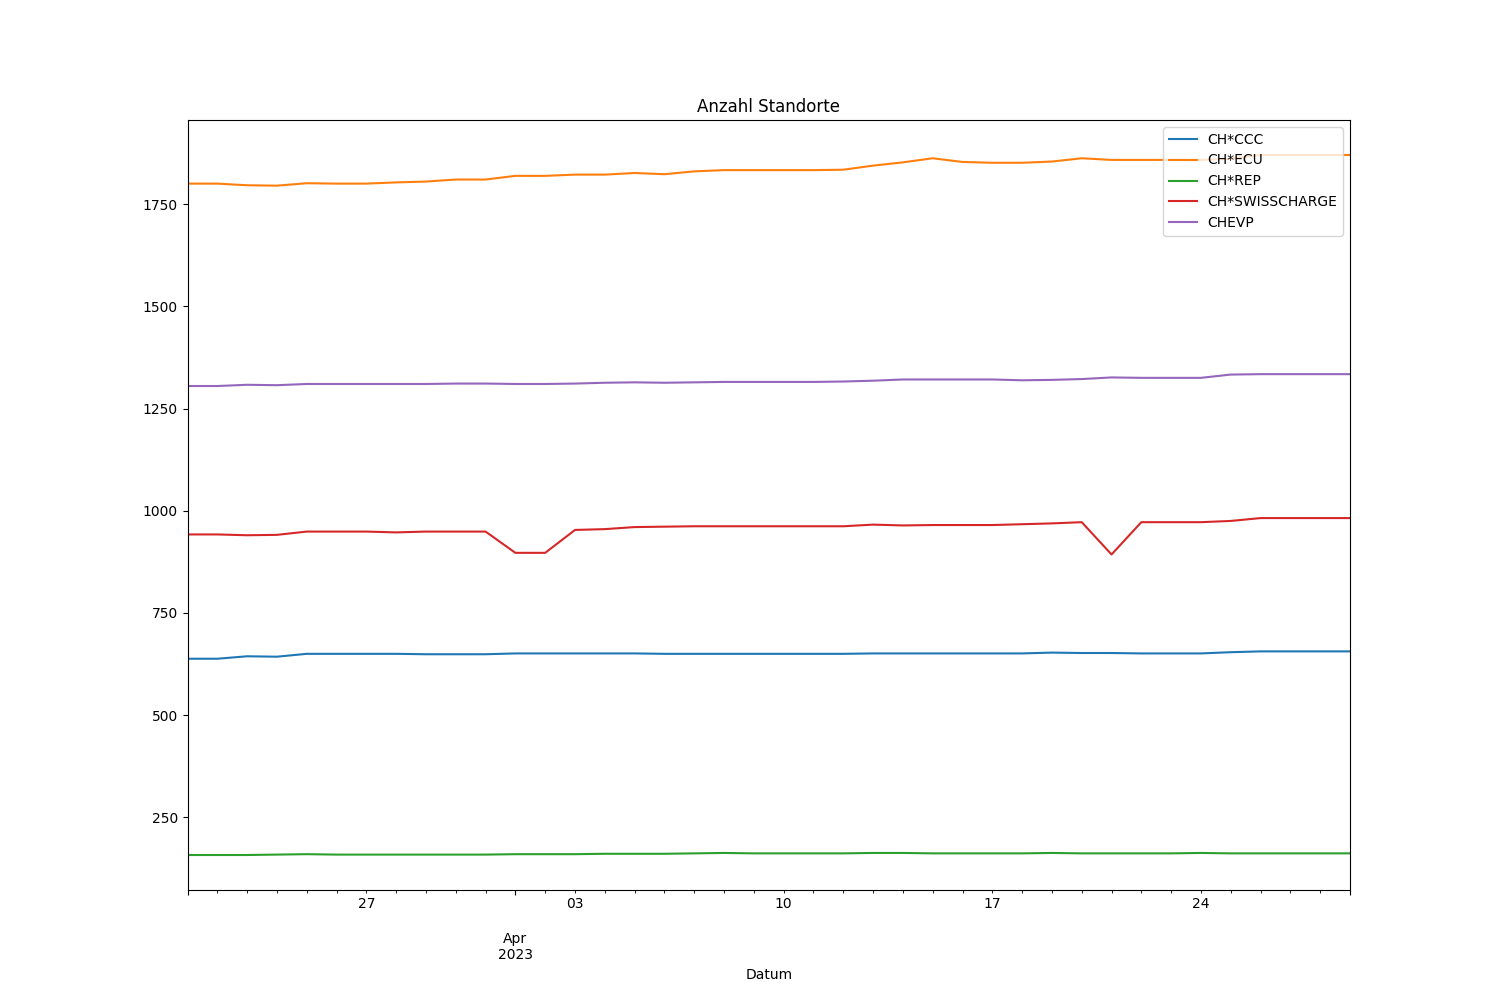 Anzahl Standorte
CH*CCC
CH*ECU
CH*REP
CH*SWISSCHARGE
CHEVP
1750
1500
1250
1000
750
500
250
27
03
10
17
24
Apr
2023
Datum